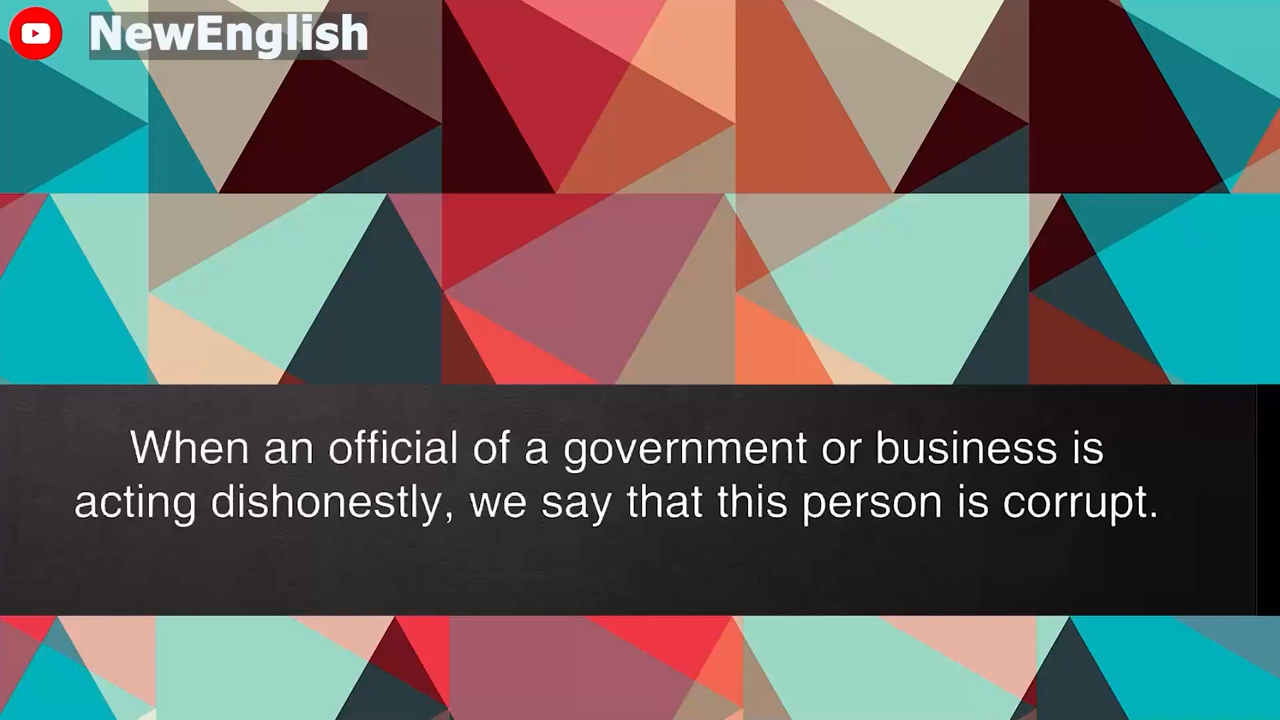 NewEnglish
When an official of a government or business is
acting dishonestly, we say that this person is corrupt.